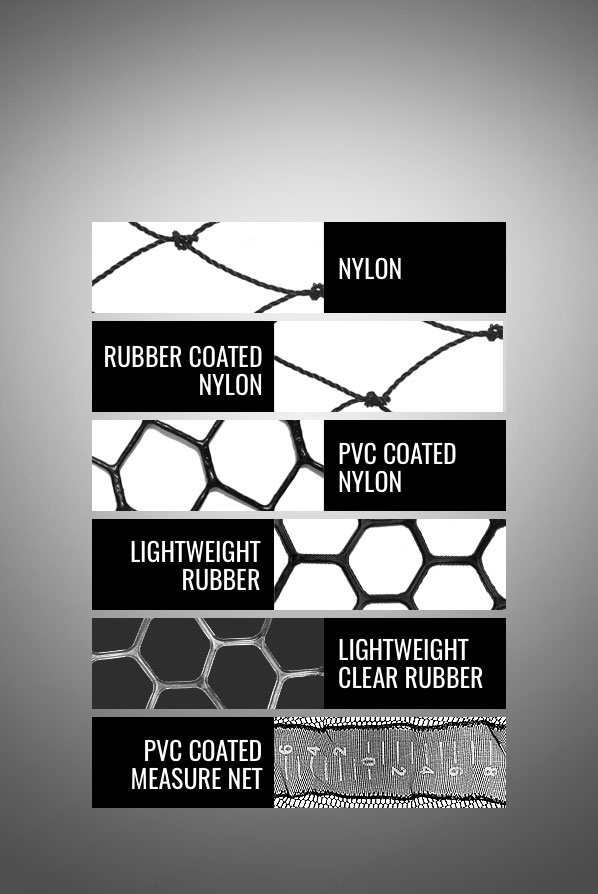 NYLON
RUBBER COATED
NYLON
PVC COATED
NYLON
LIGHTWEIGHT
RUBBER
LIGHTWEIGHT
CLEAR RUBBER
PVC COATED
MEASURE NET
6 4 2 0 2 4 6 8